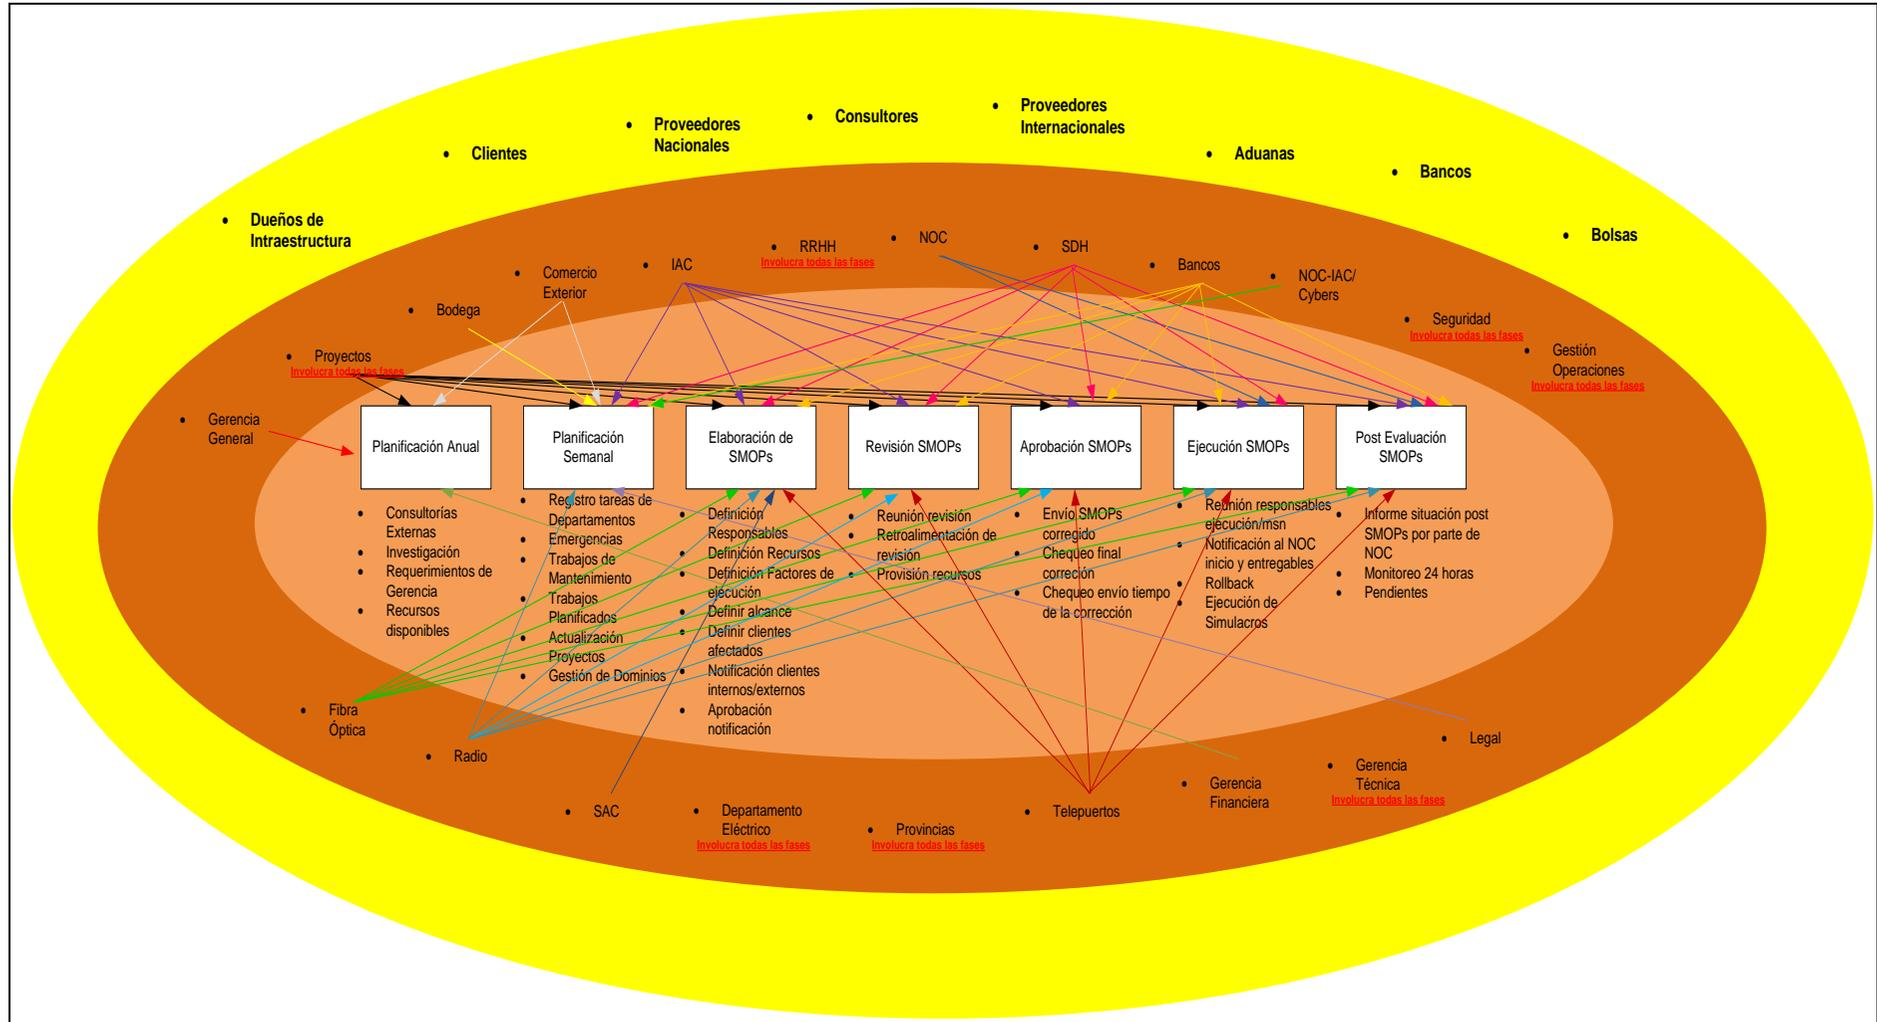 Proveedores
Internacionales
Consultores
Proveedores
Nacionales
Clientes
Aduanas
Bancos
Dueños de
Intraestructura
Bolsas
RRHH
Involucra todas las fases
NOC
SDH
IAC
Bancos
Comercio
Exterior
NOC-IAC/
Cybers
Bodega
Seguridad
Involucra todas las fases
Proyectos
Involucra todas las fases
Gestión
Operaciones
Involucra todas las fases
Gerencia
General
Planificación Anual
Planificación
Semanal
Elaboración de
SMOPs
Revisión SMOPs
Aprobación SMOPs
Ejecución SMOPs
Post Evaluación
SMOPs
Consultorías
Externas
Investigación
Requerimientos de
Gerencia
Recursos
disponibles
Registro tareas de
Departamentos
Emergencias
Trabajos de
Mantenimiento
Trabajos
Planificados
Actualización
Proyectos
Gestión de Dominios
Definición
Responsables
Definición Recursos
Definición Factores de
ejecución
Definir alcance
Definir clientes
afectados
Notificación clientes
internos/externos
Aprobación
notificación
Reunión revisión
Retroalimentación de
revisión
Provisión recursos
Envío SMOPs
corregido
Chequeo final
correción
Chequeo envío tiempo
de la corrección
Reunión responsables
ejecución/msn
Notificación al NOC
inicio y entregables
Rollback
Ejecución de
Simulacros
Informe situación post
SMOPs por parte de
NOC
Monitoreo 24 horas
Pendientes
Fibra
Óptica
Radio
SAC
Departamento
Eléctrico
Involucra todas las fases
Provincias
Involucra todas las fases
Telepuertos
Gerencia
Financiera
Gerencia
Técnica
Involucra todas las fases
Legal